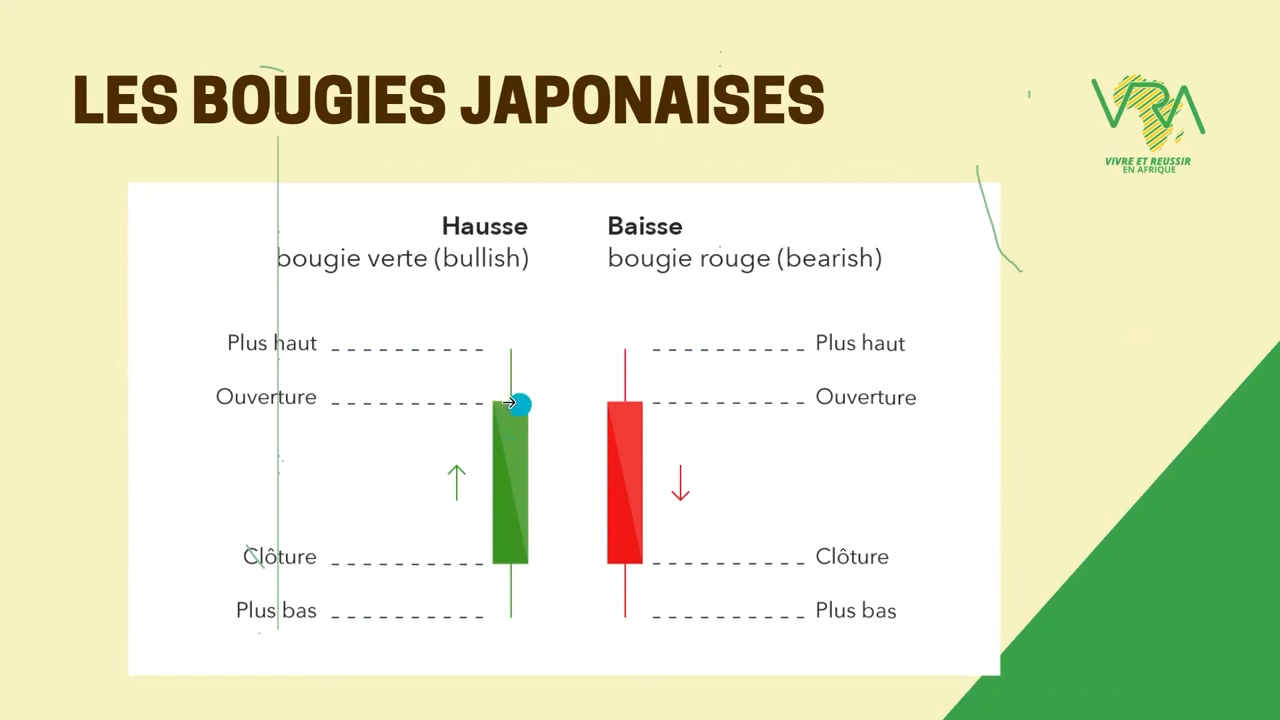 LES BOUGIES JAPONAISES
VRA
VIVRE ET REUSSIR
EN AFRIQUE
Hausse
bougie verte (bullish)
Baisse
bougie rouge (bearish)
Plus haut
Plus haut
Ouverture
Ouverture
Clôture
Clôture
Plus bas
Plus bas